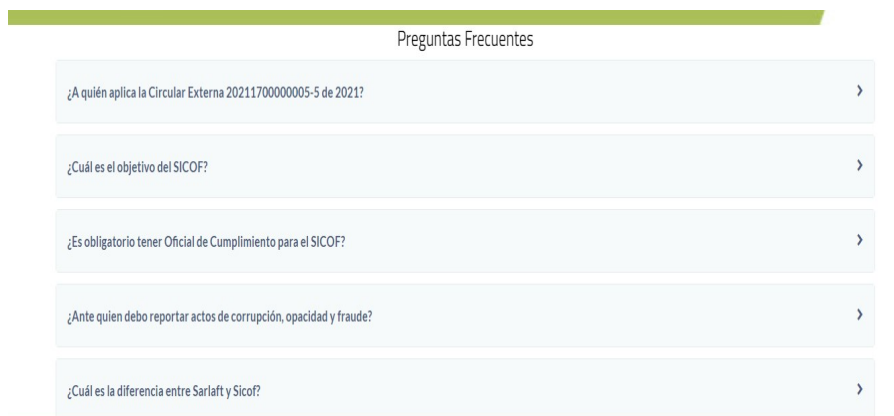 Preguntas Frecuentes
¿A quién aplica la Circular Externa 20211700000005-5 de 2021?
¿Cuál es el objetivo del SICOF?
¿Es obligatorio tener Oficial de Cumplimiento para el SICOF?
¿Ante quien debo reportar actos de corrupción, opacidad y fraude?
¿Cuál es la diferencia entre Sarlaft y Sicof?